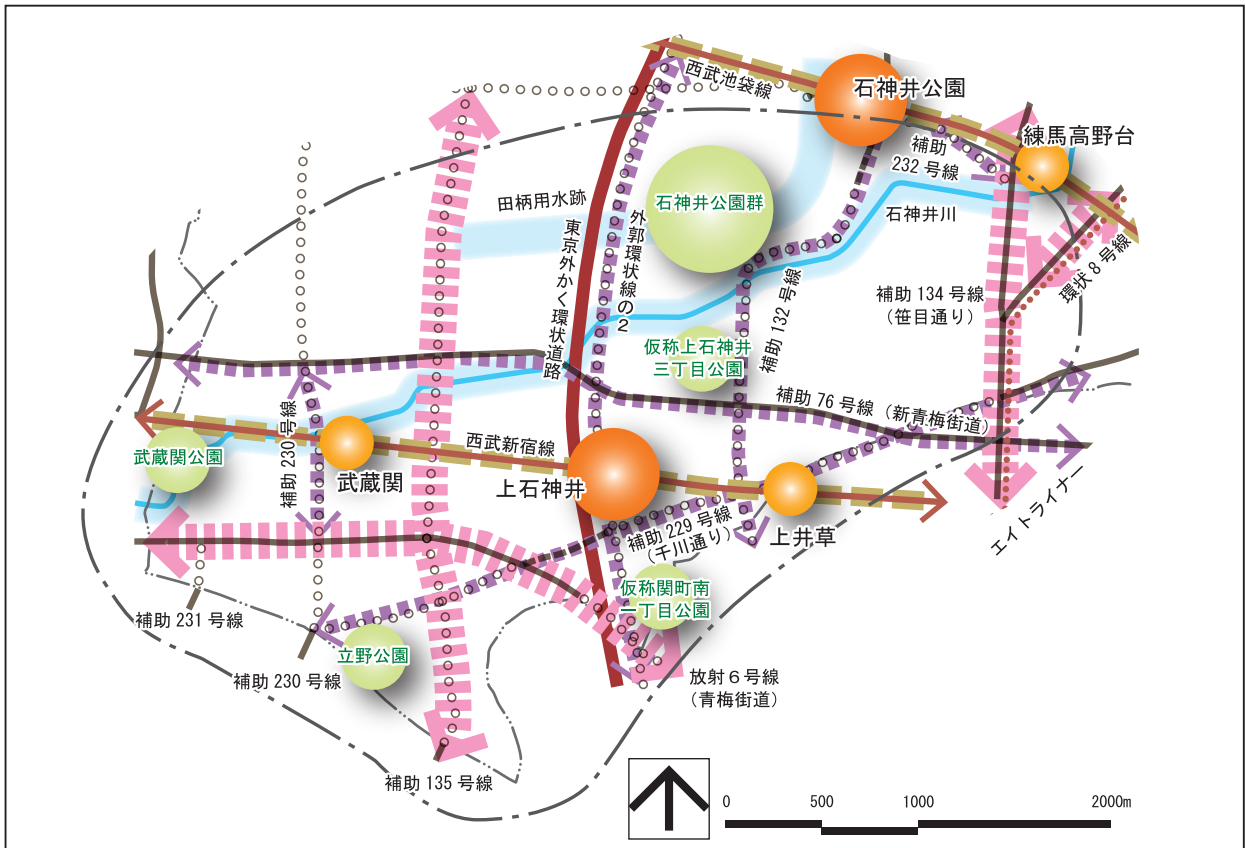 西武池袋線
石神井公園
練馬高野台
補助
232 号線
石神井公園群
田柄用水跡
石神井川
外郭環状線の2
東京外かく環状道路
補助 132 号線
補助 134 号線
（笹目通り）
環状 8 号線
仮称上石神井
三丁目公園
補助 76 号線（新青梅街道）
補助 230 号線
西武新宿線
武蔵関公園
武蔵関
上石神井
上井草
エイトライナー
補助 229 号線
（千川通り）
仮称関町南
一丁目公園
補助 231 号線
立野公園
補助 230 号線
放射６号線
（青梅街道）
補助 135 号線
0 500 1000 2000m